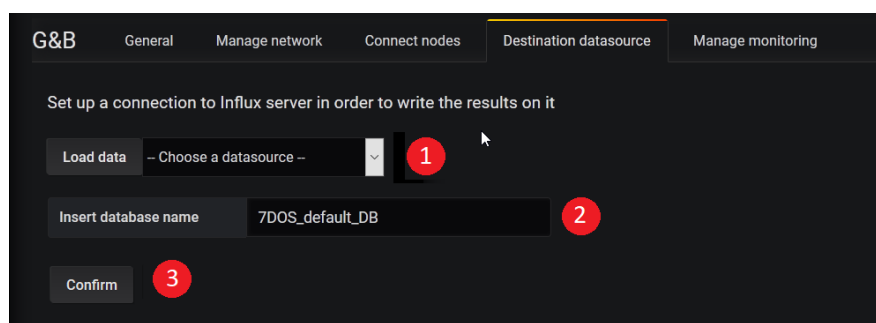 G&B General Manage network Connect nodes Destination datasource Manage monitoring
Set up a connection to Influx server in order to write the results on it
Load data -- Choose a datasource -- 1
Insert database name 7DOS_default_DB 2
Confirm 3